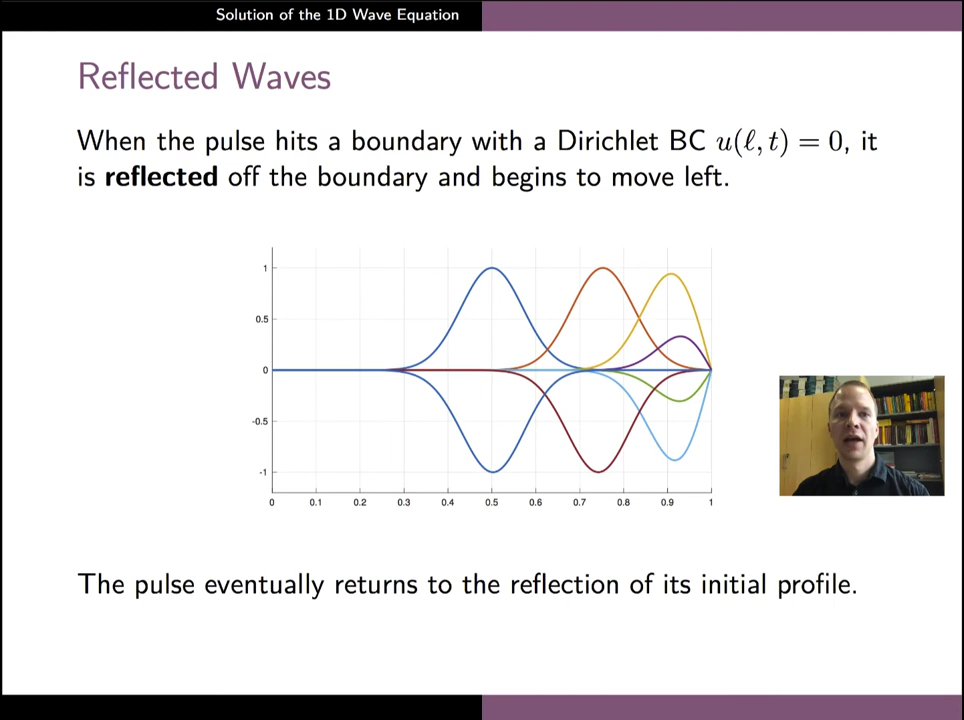 Solution of the 1D Wave Equation
Reflected Waves
When the pulse hits a boundary with a Dirichlet BC u(ℓ, t) = 0, it
is reflected off the boundary and begins to move left.
1
0.5
0
-0.5
-1
0 0.1 0.2 0.3 0.4 0.5 0.6 0.7 0.8 0.9 1
The pulse eventually returns to the reflection of its initial profile.